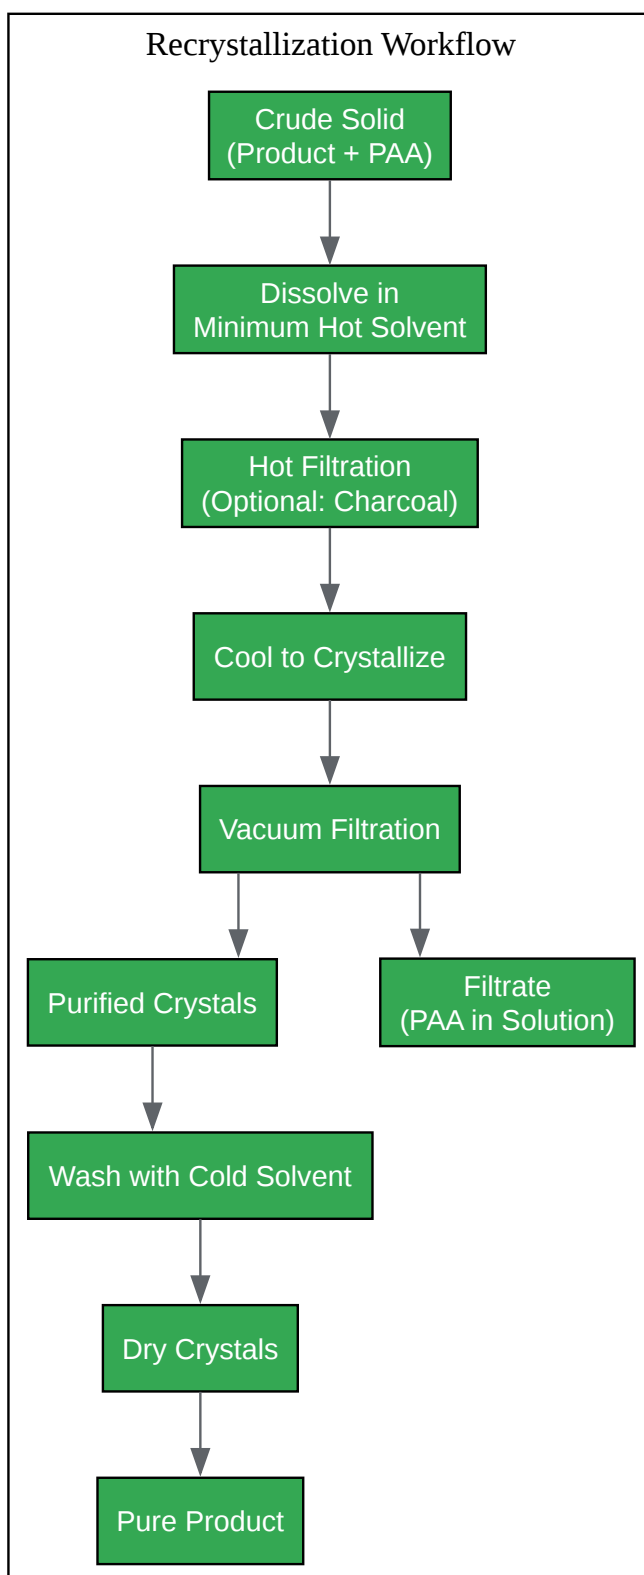 Recrystallization Workflow
Crude Solid
(Product + PAA)
Dissolve in
Minimum Hot Solvent
Hot Filtration
(Optional: Charcoal)
Cool to Crystallize
Vacuum Filtration
Purified Crystals
Filtrate
(PAA in Solution)
Wash with Cold Solvent
Dry Crystals
Pure Product